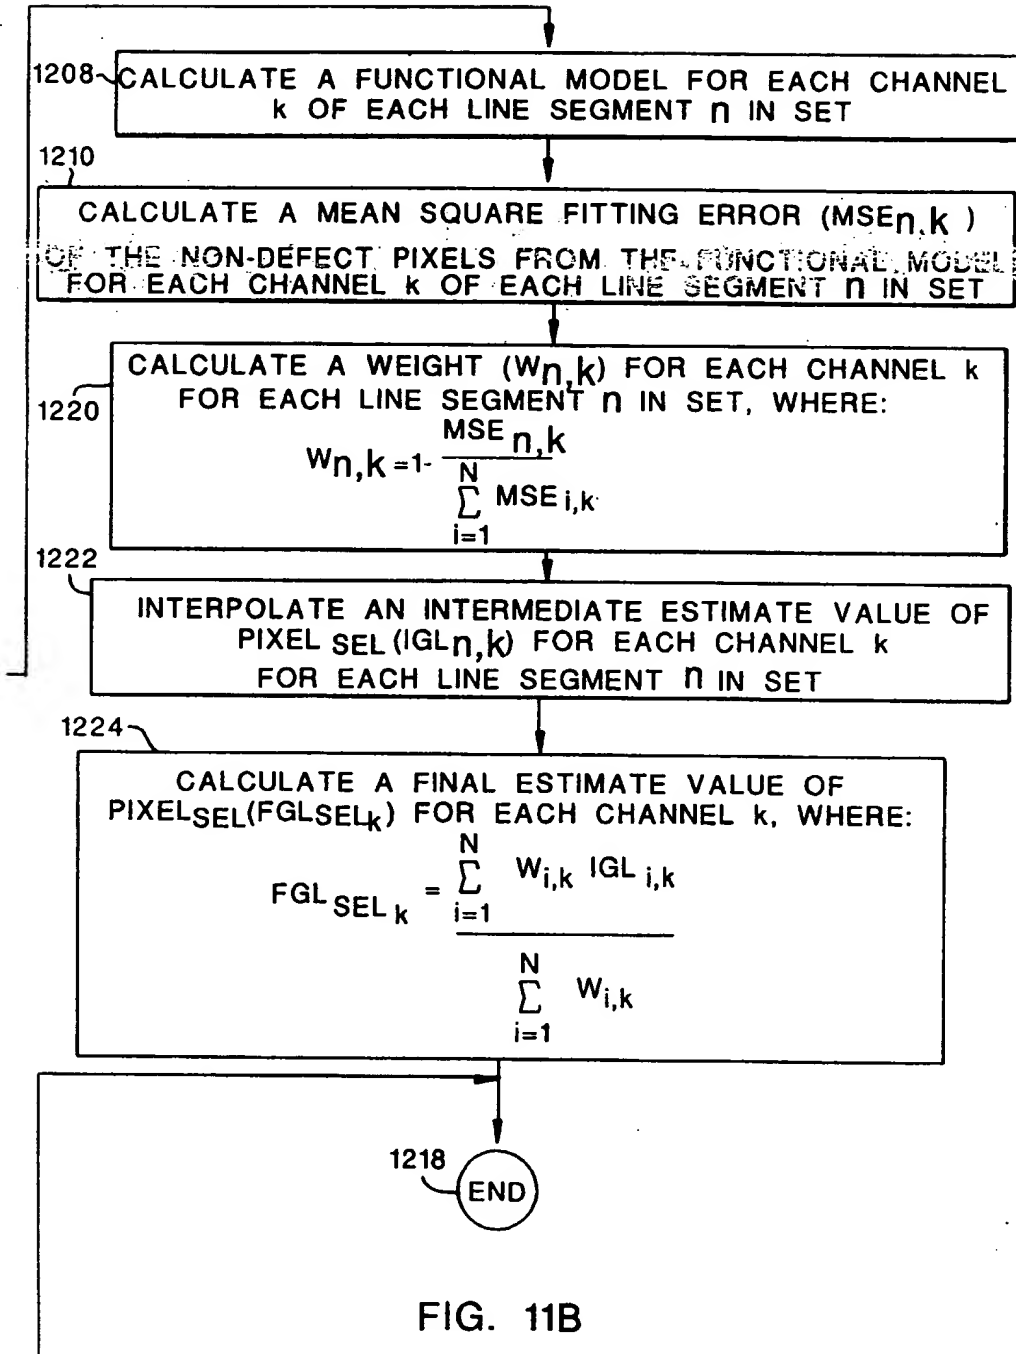 1208
CALCULATE A FUNCTIONAL MODEL FOR EACH CHANNEL
k OF EACH LINE SEGMENT n IN SET
1210
CALCULATE A MEAN SQUARE FITTING ERROR (MSEn,k )
OF THE NON-DEFECT PIXELS FROM THE FUNCTIONAL MODEL
FOR EACH CHANNEL k OF EACH LINE SEGMENT n IN SET
1220
CALCULATE A WEIGHT (Wn,k) FOR EACH CHANNEL k
FOR EACH LINE SEGMENT n IN SET, WHERE:
MSE n,k
Wn,k =1-
N
Σ MSE i,k
i=1
1222
INTERPOLATE AN INTERMEDIATE ESTIMATE VALUE OF
PIXEL SEL (IGLn,k) FOR EACH CHANNEL k
FOR EACH LINE SEGMENT n IN SET
1224
CALCULATE A FINAL ESTIMATE VALUE OF
PIXELSEL(FGLSELk) FOR EACH CHANNEL k, WHERE:
N
FGL SEL k = Σ Wi,k IGL i,k
i=1
N
Σ Wi,k
i=1
1218
END
FIG. 11B